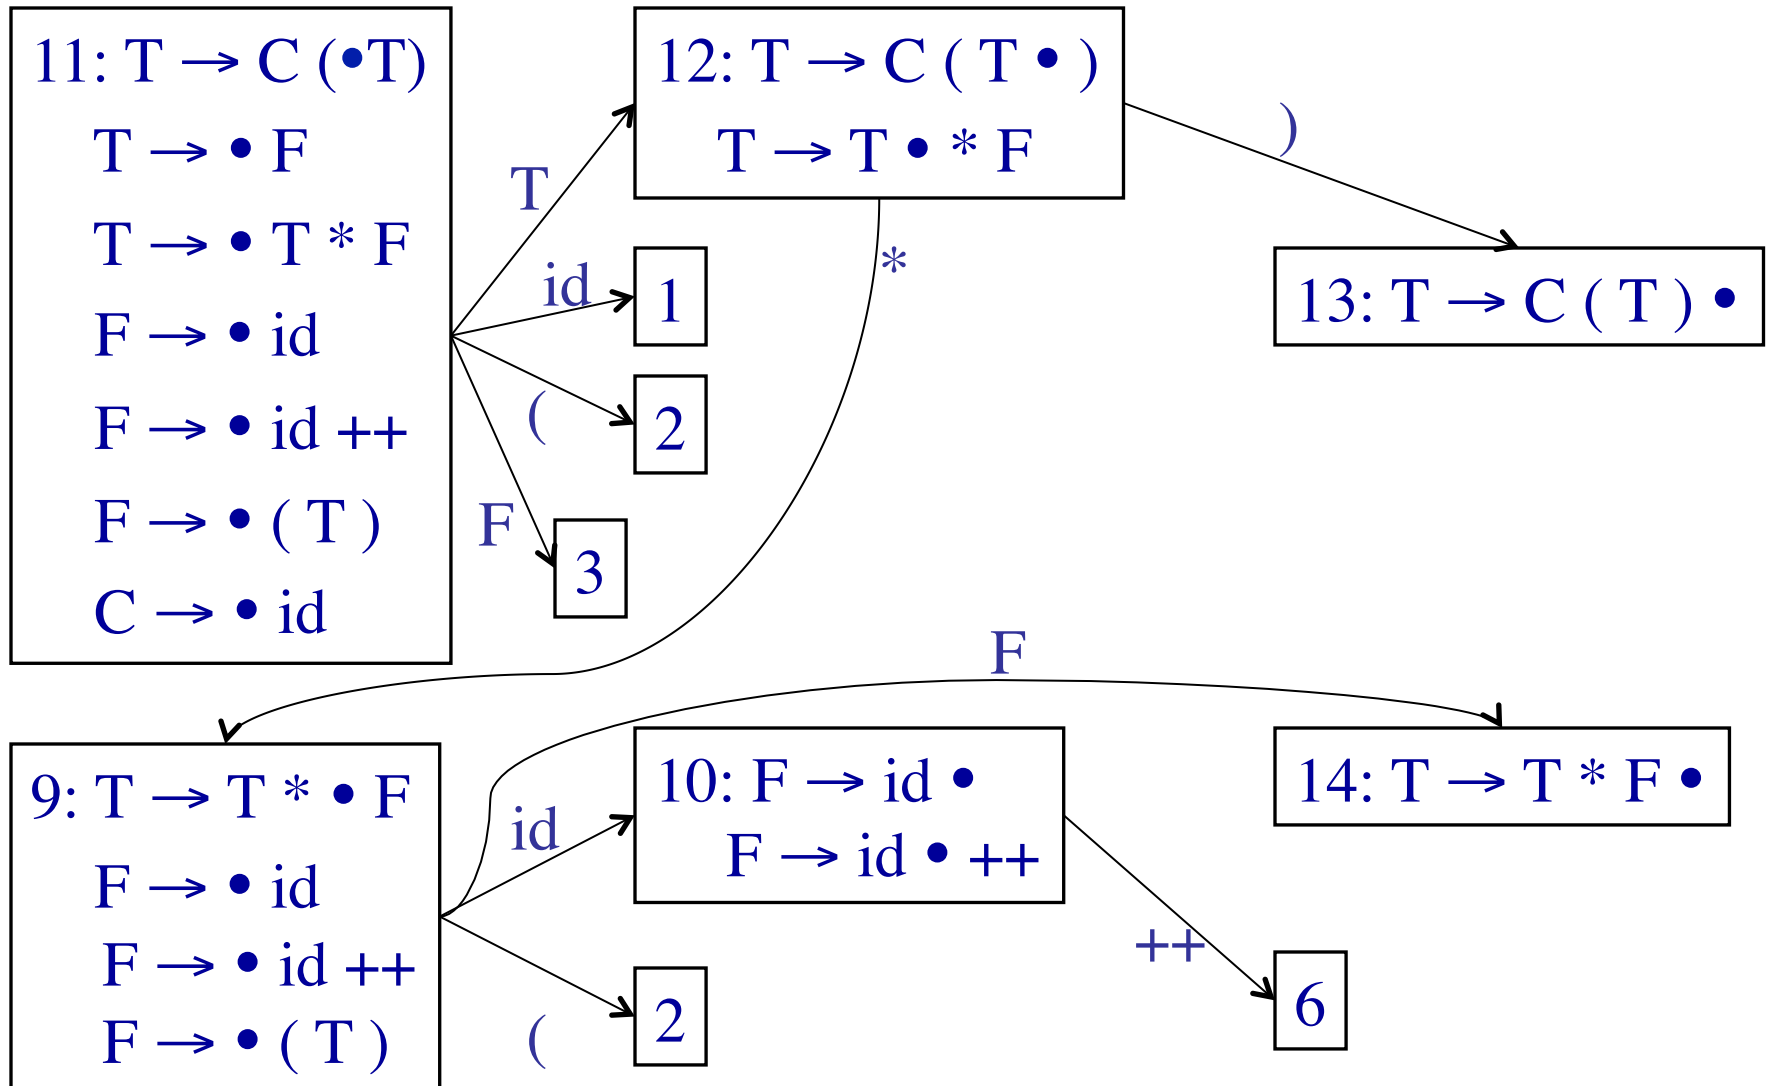 11: T → C (•T)
T → • F
T → • T * F
F → • id
F → • id ++
F → • ( T )
C → • id
12: T → C ( T • )
T → T • * F
T
id
(
F
1
2
3
*
)
13: T → C ( T ) •
F
9: T → T * • F
F → • id
F → • id ++
F → • ( T )
id
(
10: F → id •
F → id • ++
2
++
6
14: T → T * F •